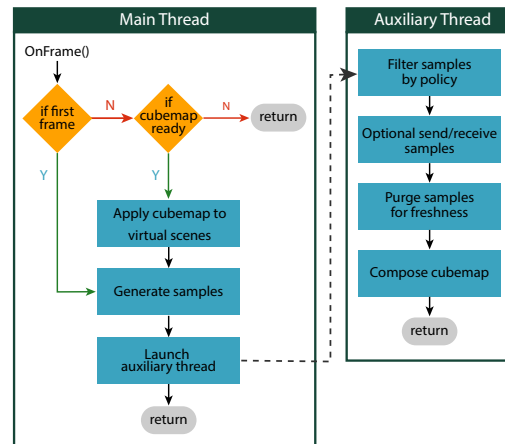 Main Thread
OnFrame()
if first
frame
N
if
cubemap
ready
N
return
Y
Y
Apply cubemap to
virtual scenes
Generate samples
Launch
auxiliary thread
return
Auxiliary Thread
Filter samples
by policy
Optional send/receive
samples
Purge samples
for freshness
Compose cubemap
return